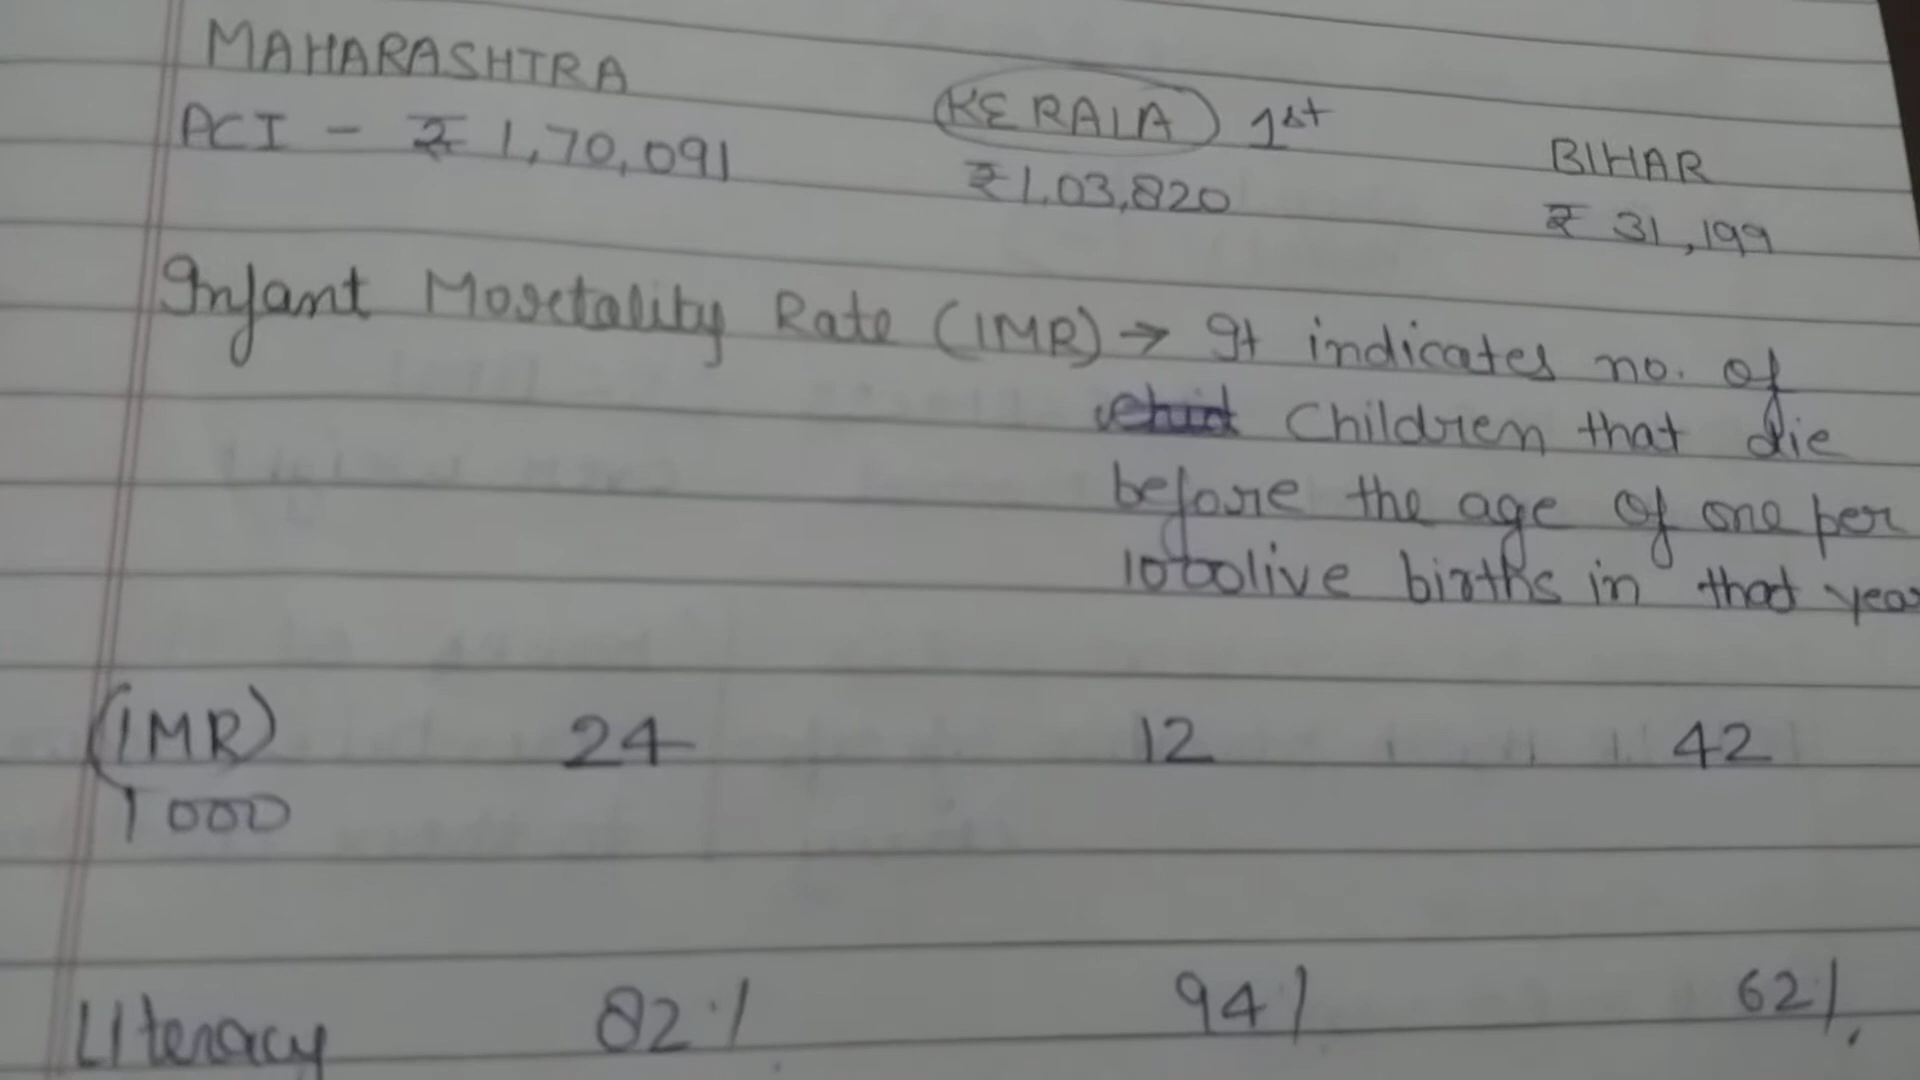 MAHARASHTRA KERALA 1st BIHAR
PCI - ₹ 1,70,091 ₹1,03,820 ₹ 31,199
Infant Mortality Rate (IMR) → It indicates no. of
Children that die
before the age of one per
1000 live births in that year
(IMR) 24 12 42
1000
Literacy 82% 94% 62%